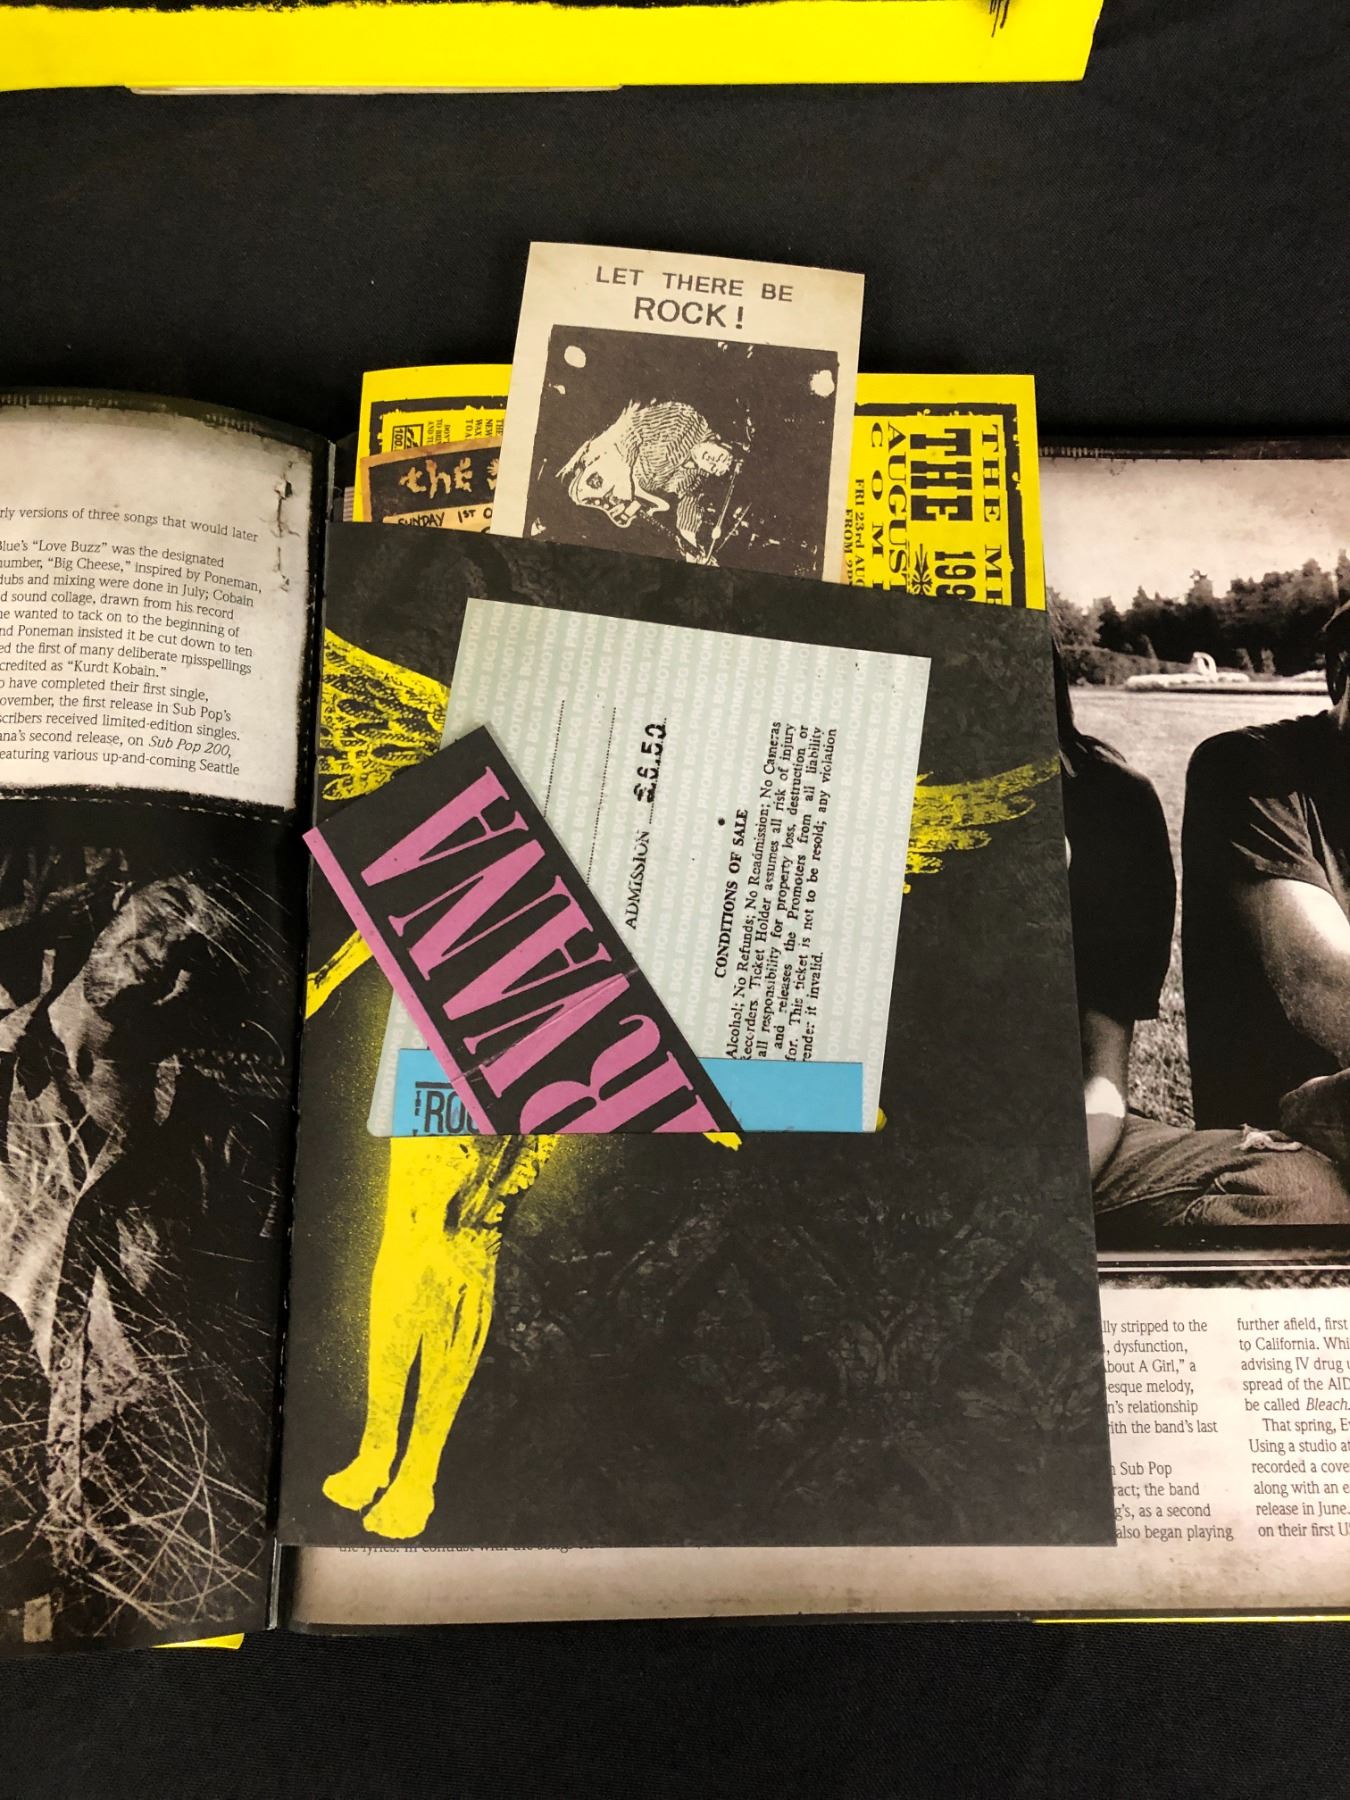 LET THERE BE
ROCK!
the
SUNDAY 1ST
100
THE
AUGUST
COM
FRI 23rd AUG
FROM
rly versions of three songs that would later
Blue's “Love Buzz” was the designated
number, “Big Cheese,” inspired by Poneman,
dubs and mixing were done in July; Cobain
d sound collage, drawn from his record
he wanted to tack on to the beginning of
nd Poneman insisted it be cut down to ten
ed the first of many deliberate misspellings
credited as “Kurdt Kobain.”
o have completed their first single,
ovember, the first release in Sub Pop's
scribers received limited-edition singles.
ana's second release, on Sub Pop 200,
eaturing various up-and-coming Seattle
ADMISSION £6.50
CONDITIONS OF SALE
Alcohol; No Refunds; No Readmission; No Cameras
Recorders. Ticket Holder assumes all risk of injury
all responsibility for property loss, destruction or
and releases the Promoters from all liability
for. This ticket is not to be resold; any violation
render it invalid.
RVANA
ROC
lly stripped to the
, dysfunction,
bout A Girl,” a
esque melody,
n's relationship
ith the band's last
Sub Pop
ract; the band
g's, as a second
also began playing
further afield, first
to California. Whi
advising IV drug u
spread of the AID
be called Bleach.
That spring, E
Using a studio at
recorded a cove
along with an e
release in June.
on their first U